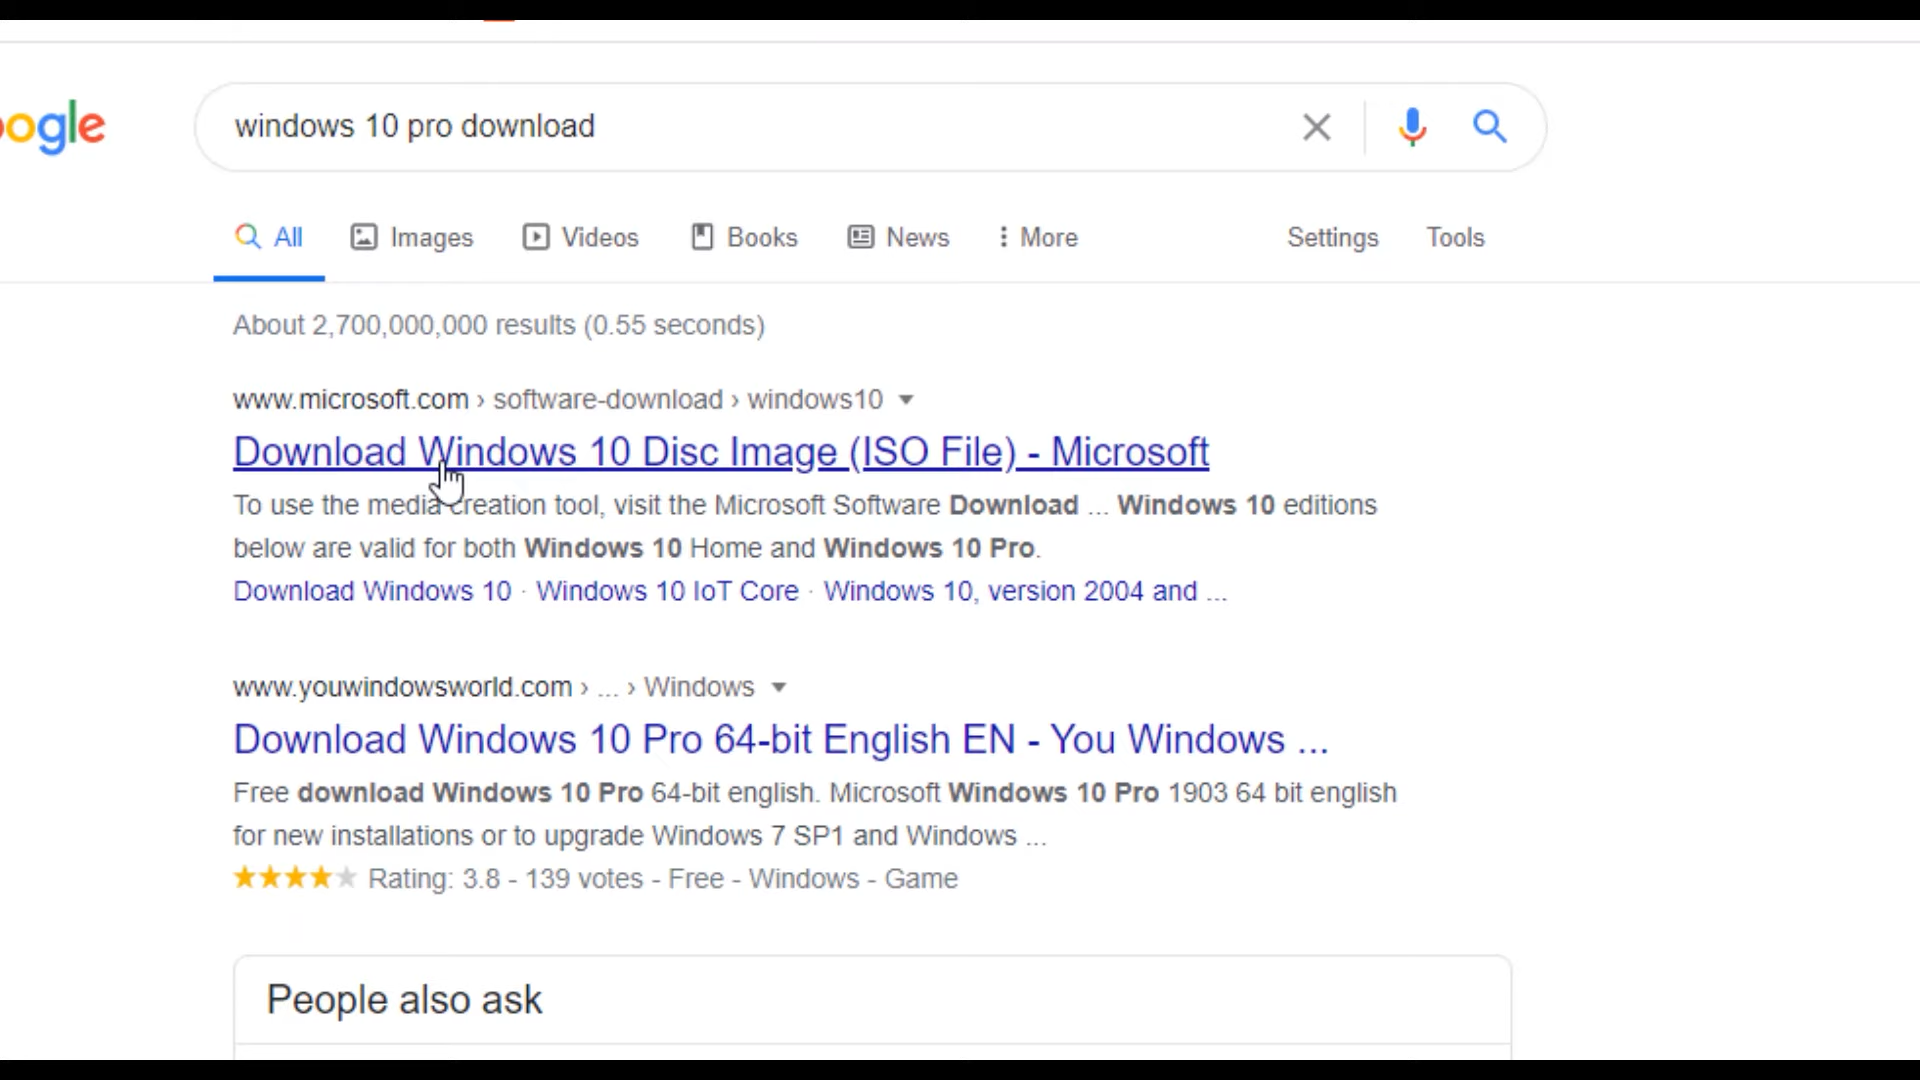 ogle
windows 10 pro download
All Images Videos Books News More Settings Tools
About 2,700,000,000 results (0.55 seconds)
www.microsoft.com › software-download › windows10
Download Windows 10 Disc Image (ISO File) - Microsoft
To use the media creation tool, visit the Microsoft Software Download ... Windows 10 editions
below are valid for both Windows 10 Home and Windows 10 Pro.
Download Windows 10 · Windows 10 IoT Core · Windows 10, version 2004 and ...
www.youwindowsworld.com › ... › Windows
Download Windows 10 Pro 64-bit English EN - You Windows ...
Free download Windows 10 Pro 64-bit english. Microsoft Windows 10 Pro 1903 64 bit english
for new installations or to upgrade Windows 7 SP1 and Windows ...
Rating: 3.8 - 139 votes - Free - Windows - Game
People also ask